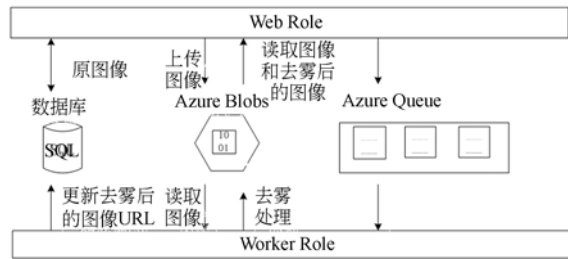 Web Role
原图像
上传
图像
读取图像
和去雾后
的图像
数据库
Azure Blobs
Azure Queue
SQL
10
01
更新去雾后
的图像URL
读取
图像
去雾
处理
Worker Role